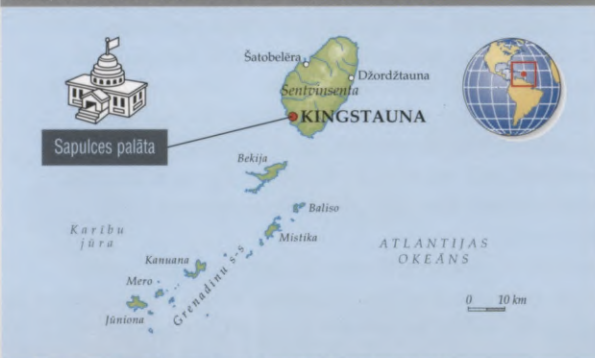 Šatobelēra
Džordžtauna
Sentvinsenta
KINGSTAUNA
Sapulces palāta
Bekija
Baliso
Mistika
Karību
jūra
ATLANTIJAS
OKEĀNS
Kanuana
Grenadīnu s-s
Mero
Jūniona
0 10 km